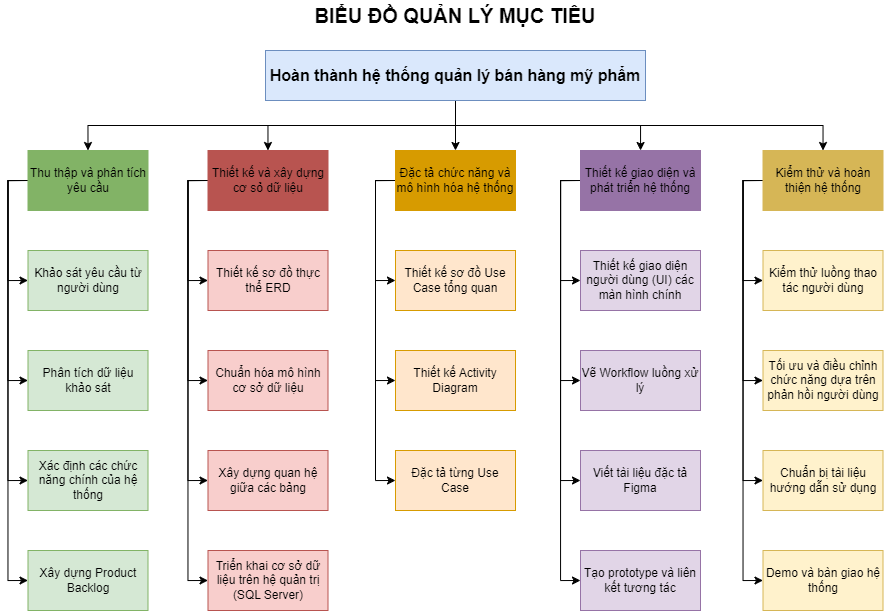 BIỂU ĐỒ QUẢN LÝ MỤC TIÊU
Hoàn thành hệ thống quản lý bán hàng mỹ phẩm
Thu thập và phân tích
yêu cầu
Thiết kế và xây dựng
cơ sở dữ liệu
Đặc tả chức năng và
mô hình hóa hệ thống
Thiết kế giao diện và
phát triển hệ thống
Kiểm thử và hoàn
thiện hệ thống
Khảo sát yêu cầu từ
người dùng
Thiết kế sơ đồ thực
thể ERD
Thiết kế sơ đồ Use
Case tổng quan
Thiết kế giao diện
người dùng (UI) các
màn hình chính
Kiểm thử luồng thao
tác người dùng
Phân tích dữ liệu
khảo sát
Chuẩn hóa mô hình
cơ sở dữ liệu
Thiết kế Activity
Diagram
Vẽ Workflow luồng xử
lý
Tối ưu và điều chỉnh
chức năng dựa trên
phản hồi người dùng
Xác định các chức
năng chính của hệ
thống
Xây dựng quan hệ
giữa các bảng
Đặc tả từng Use
Case
Viết tài liệu đặc tả
Figma
Chuẩn bị tài liệu
hướng dẫn sử dụng
Xây dựng Product
Backlog
Triển khai cơ sở dữ
liệu trên hệ quản trị
(SQL Server)
Tạo prototype và liên
kết tương tác
Demo và bàn giao hệ
thống